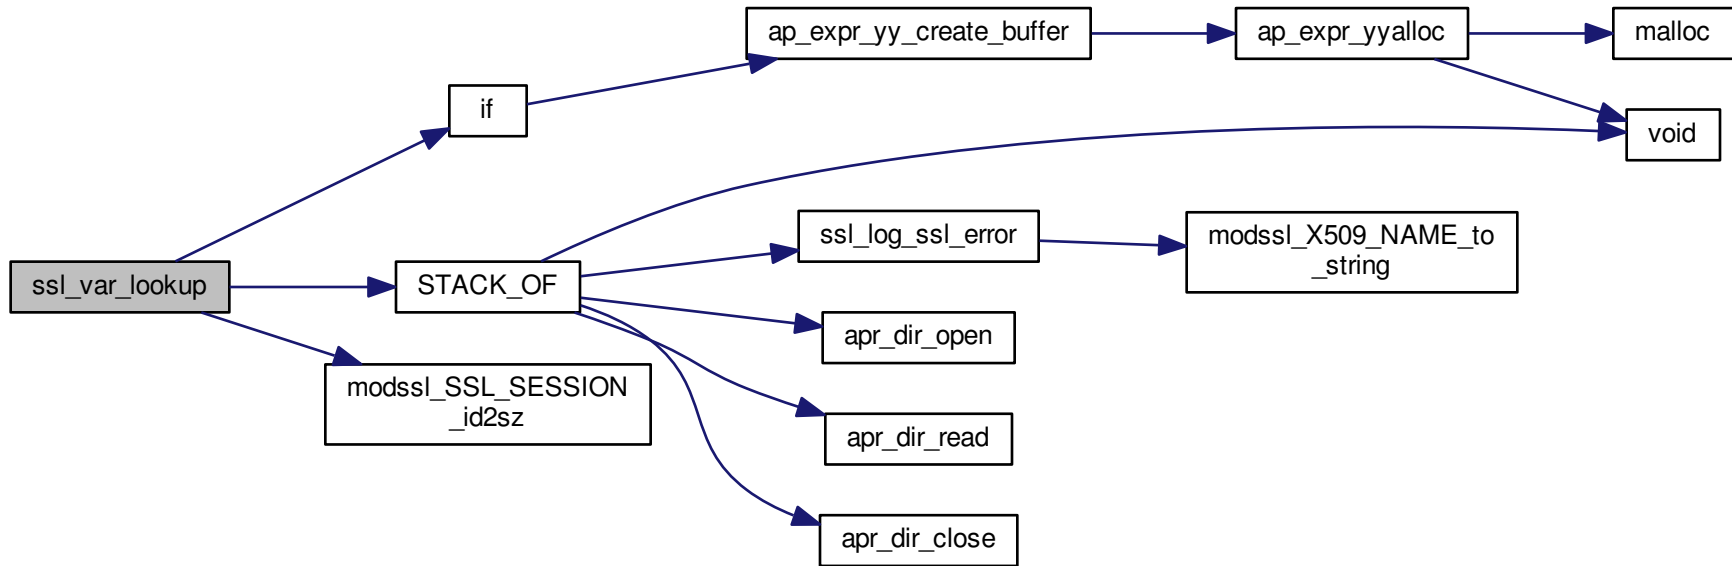 ap_expr_yy_create_buffer
ap_expr_yyalloc
malloc
if
void
ssl_log_ssl_error
modssl_X509_NAME_to
_string
ssl_var_lookup
STACK_OF
apr_dir_open
modssl_SSL_SESSION
_id2sz
apr_dir_read
apr_dir_close